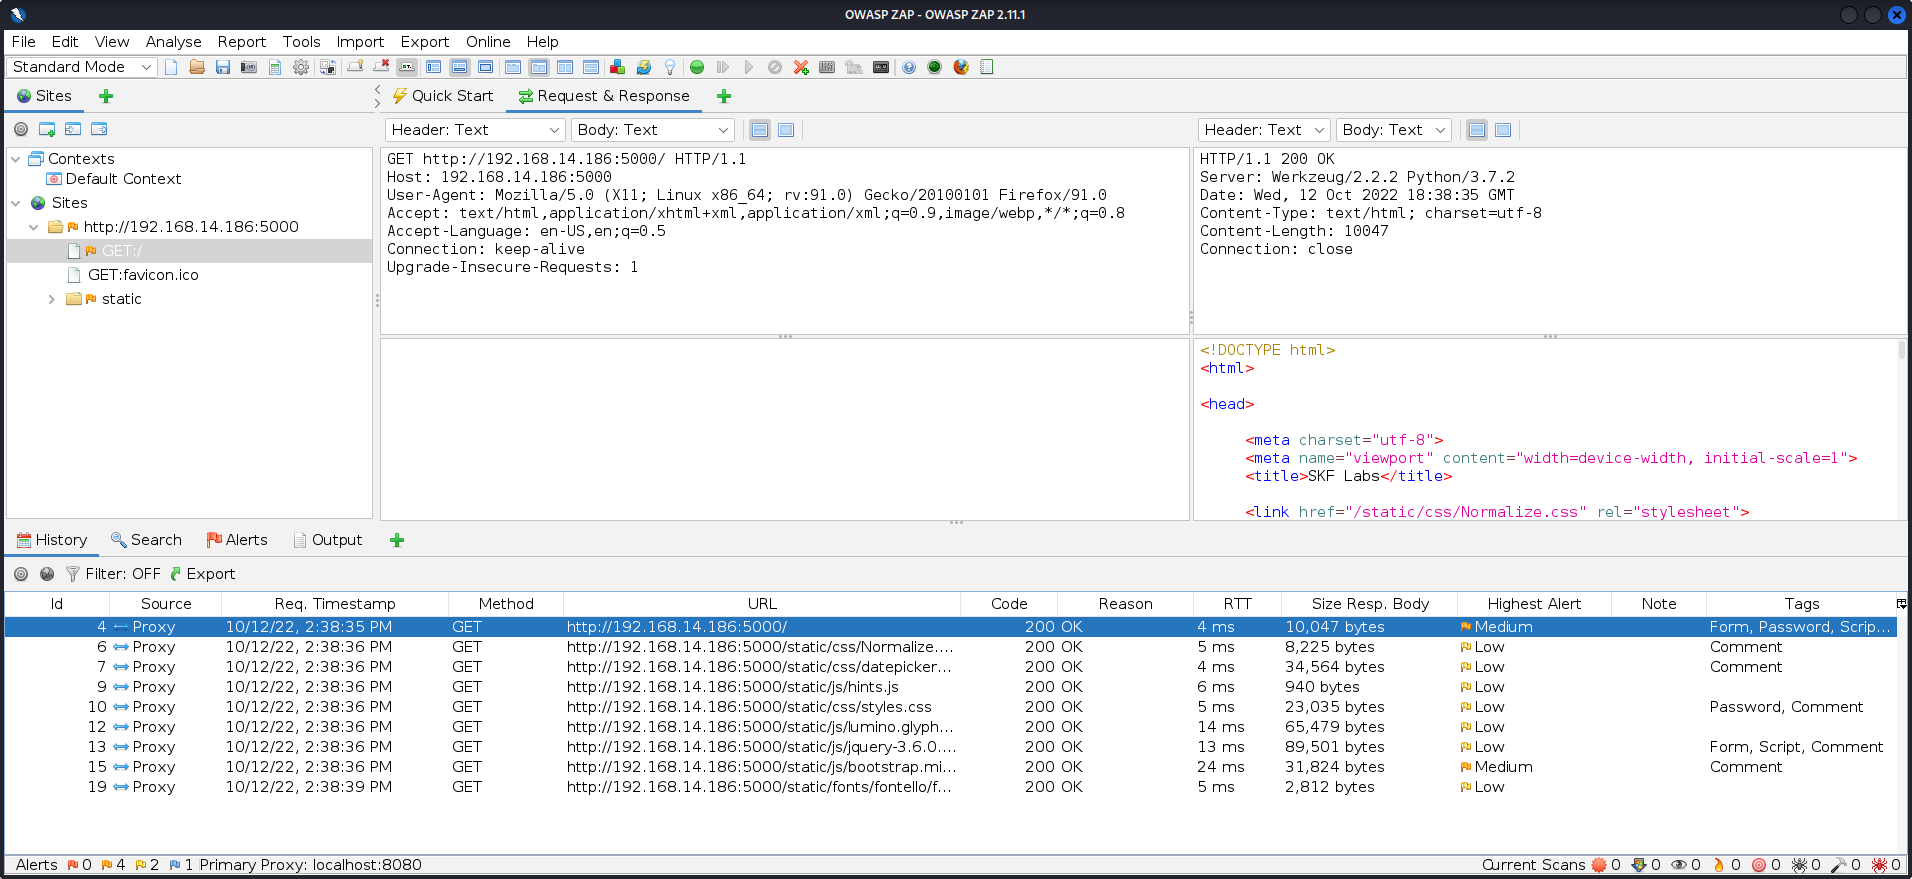 OWASP ZAP - OWASP ZAP 2.11.1
File Edit View Analyse Report Tools Import Export Online Help
Standard Mode
Sites
Quick Start
Request & Response
Header: Text
Body: Text
Header: Text
Body: Text
Contexts
Default Context
Sites
http://192.168.14.186:5000
GET:/
GET:favicon.ico
static
GET http://192.168.14.186:5000/ HTTP/1.1
Host: 192.168.14.186:5000
User-Agent: Mozilla/5.0 (X11; Linux x86_64; rv:91.0) Gecko/20100101 Firefox/91.0
Accept: text/html,application/xhtml+xml,application/xml;q=0.9,image/webp,*/*;q=0.8
Accept-Language: en-US,en;q=0.5
Connection: keep-alive
Upgrade-Insecure-Requests: 1
HTTP/1.1 200 OK
Server: Werkzeug/2.2.2 Python/3.7.2
Date: Wed, 12 Oct 2022 18:38:35 GMT
Content-Type: text/html; charset=utf-8
Content-Length: 10047
Connection: close
<!DOCTYPE html>
<html>
<head>
<meta charset="utf-8">
<meta name="viewport" content="width=device-width, initial-scale=1">
<title>SKF Labs</title>
<link href="/static/css/Normalize.css" rel="stylesheet">
History Search Alerts Output
Filter: OFF Export
Id Source Req. Timestamp Method URL Code Reason RTT Size Resp. Body Highest Alert Note Tags
4 Proxy 10/12/22, 2:38:35 PM GET http://192.168.14.186:5000/ 200 OK 4 ms 10,047 bytes Medium Form, Password, Scrip...
6 Proxy 10/12/22, 2:38:36 PM GET http://192.168.14.186:5000/static/css/Normalize.... 200 OK 5 ms 8,225 bytes Low Comment
7 Proxy 10/12/22, 2:38:36 PM GET http://192.168.14.186:5000/static/css/datepicker... 200 OK 4 ms 34,564 bytes Low Comment
9 Proxy 10/12/22, 2:38:36 PM GET http://192.168.14.186:5000/static/js/hints.js 200 OK 6 ms 940 bytes Low
10 Proxy 10/12/22, 2:38:36 PM GET http://192.168.14.186:5000/static/css/styles.css 200 OK 5 ms 23,035 bytes Low Password, Comment
12 Proxy 10/12/22, 2:38:36 PM GET http://192.168.14.186:5000/static/js/lumino.glyph... 200 OK 14 ms 65,479 bytes Low
13 Proxy 10/12/22, 2:38:36 PM GET http://192.168.14.186:5000/static/js/jquery-3.6.0.... 200 OK 13 ms 89,501 bytes Low Form, Script, Comment
15 Proxy 10/12/22, 2:38:36 PM GET http://192.168.14.186:5000/static/js/bootstrap.mi... 200 OK 24 ms 31,824 bytes Medium Comment
19 Proxy 10/12/22, 2:38:39 PM GET http://192.168.14.186:5000/static/fonts/fontello/f... 200 OK 5 ms 2,812 bytes Low
Alerts 0 4 2 1 Primary Proxy: localhost:8080 Current Scans 0 0 0 0 0 0 0 0